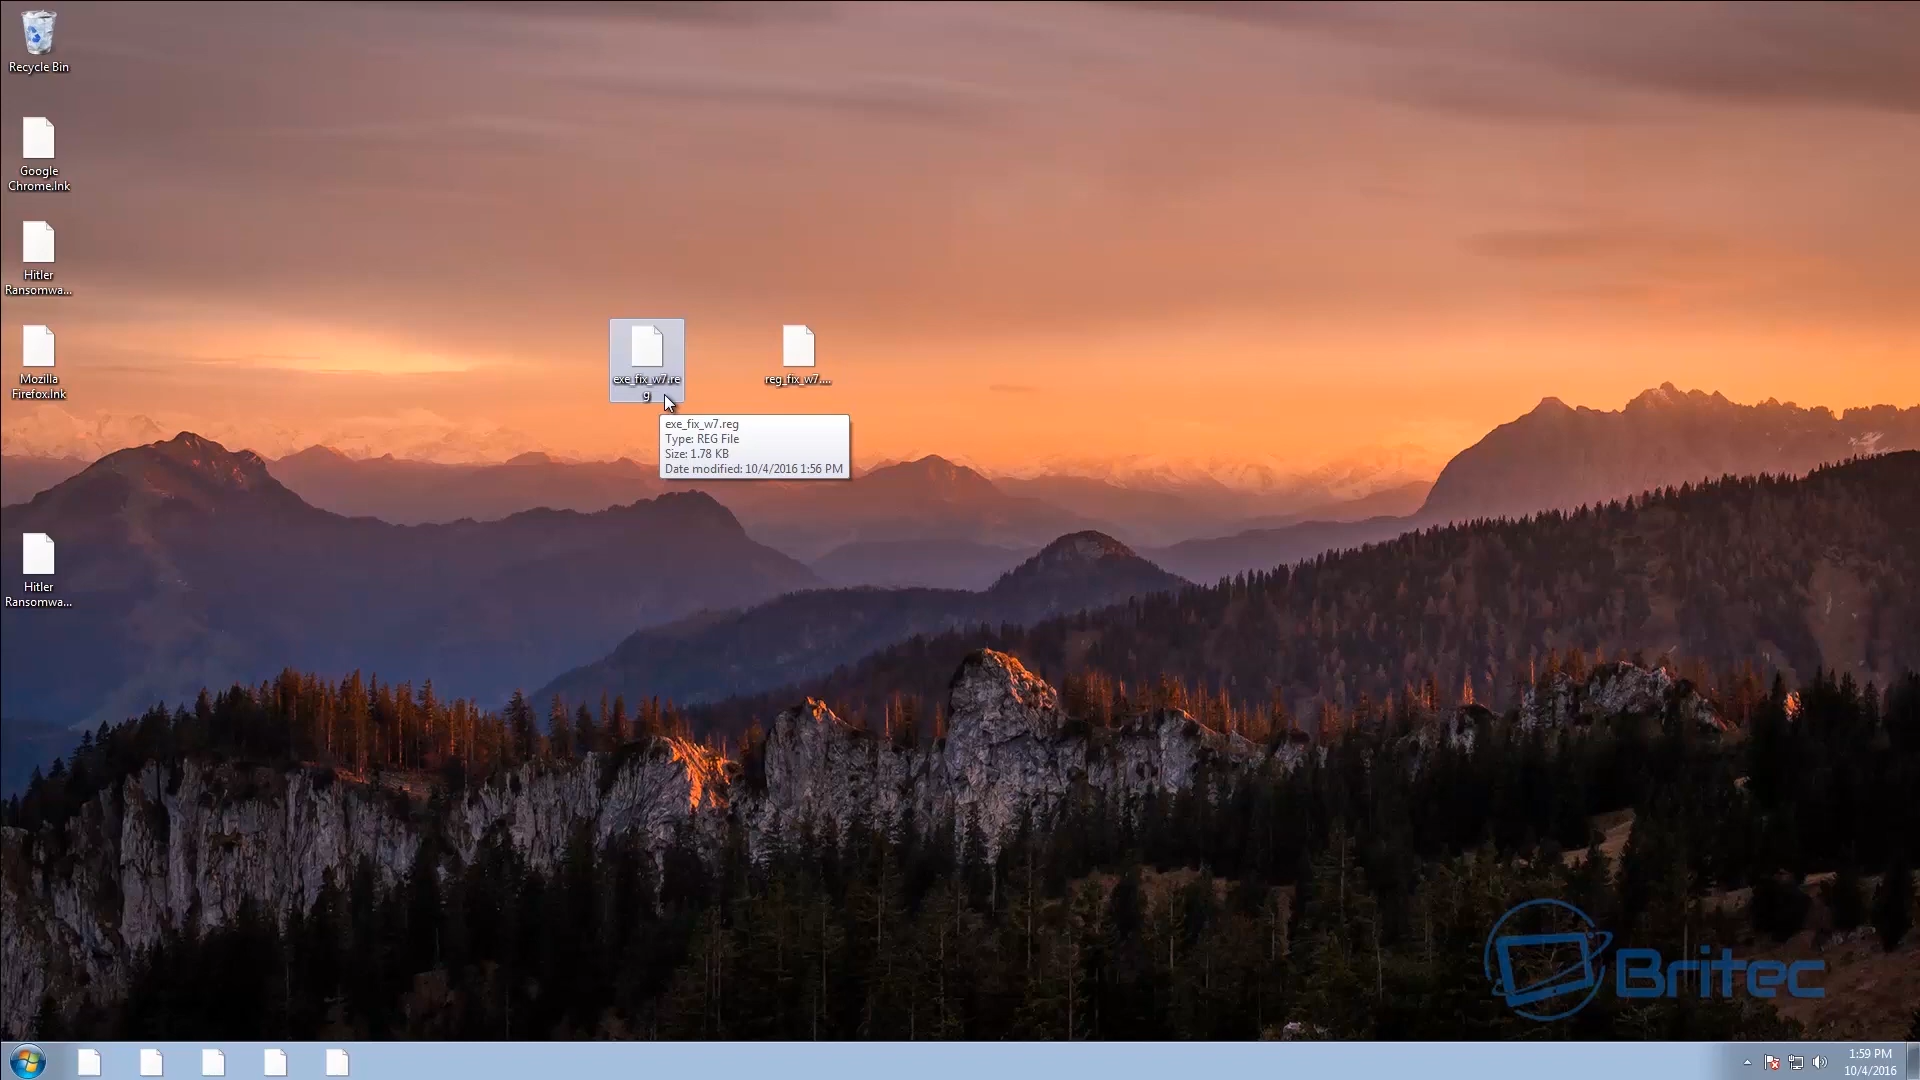 Recycle Bin
Google
Chrome.lnk
Hitler
Ransomwa...
Mozilla
Firefox.lnk
Hitler
Ransomwa...
exe_fix_w7.re
g
reg_fix_w7....
exe_fix_w7.reg
Type: REG File
Size: 1.78 KB
Date modified: 10/4/2016 1:56 PM
Britec
1:59 PM
10/4/2016